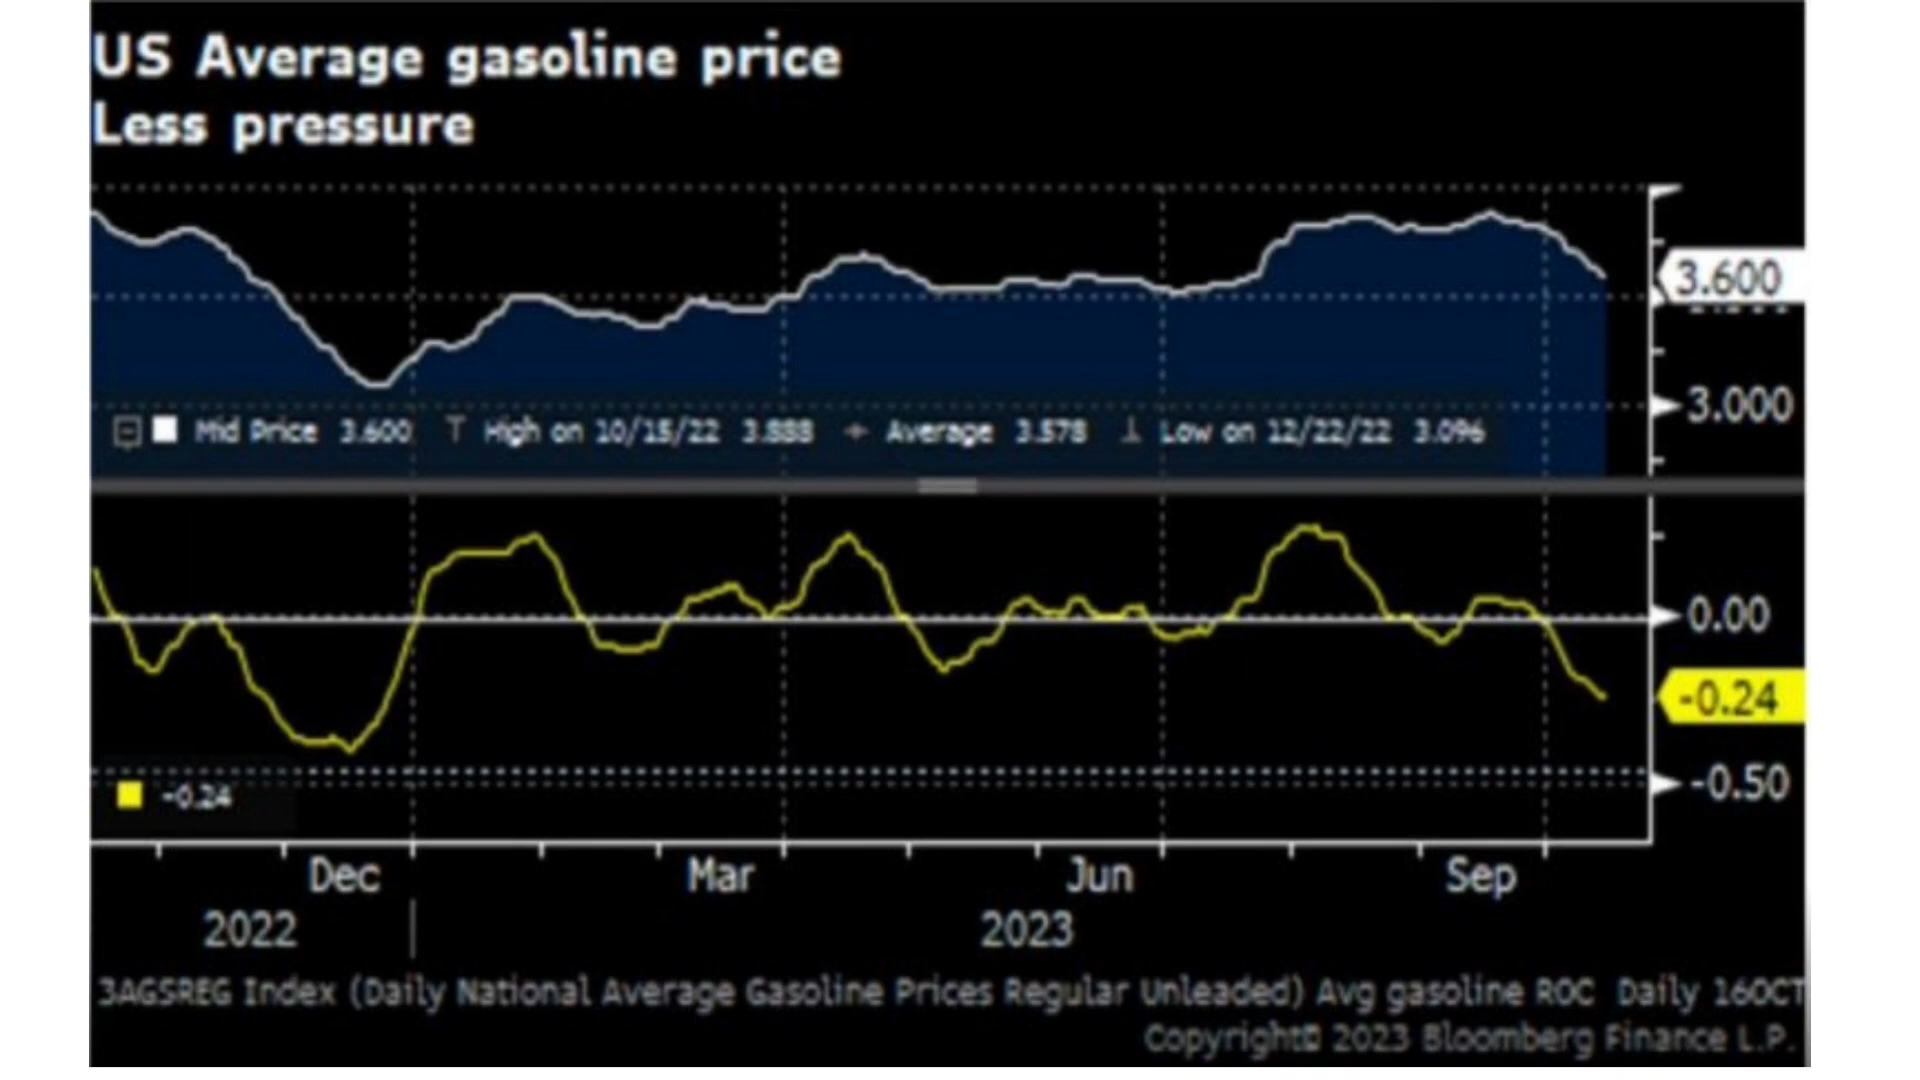 US Average gasoline price
Less pressure
3.600
3.000
Mid Price 3.600 High on 10/15/22 3.888 Average 3.578 Low on 12/22/22 3.096
0.00
-0.24
-0.50
-0.24
Dec Mar Jun Sep
2022 2023
3AGSREG Index (Daily National Average Gasoline Prices Regular Unleaded) Avg gasoline ROC Daily 16OCT
Copyright© 2023 Bloomberg Finance L.P.